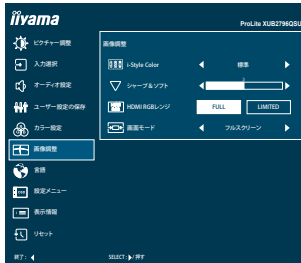 iiyama
ProLite XUB2796QSU
ピクチャー調整
入力選択
オーディオ設定
ユーザー設定の保存
カラー設定
画像調整
言語
設定メニュー
表示情報
リセット
画像調整
i-Style Color 標準
シャープ&ソフト
HDMI RGBレンジ FULL LIMITED
画面モード フルスクリーン
終了: SELECT: / 押す